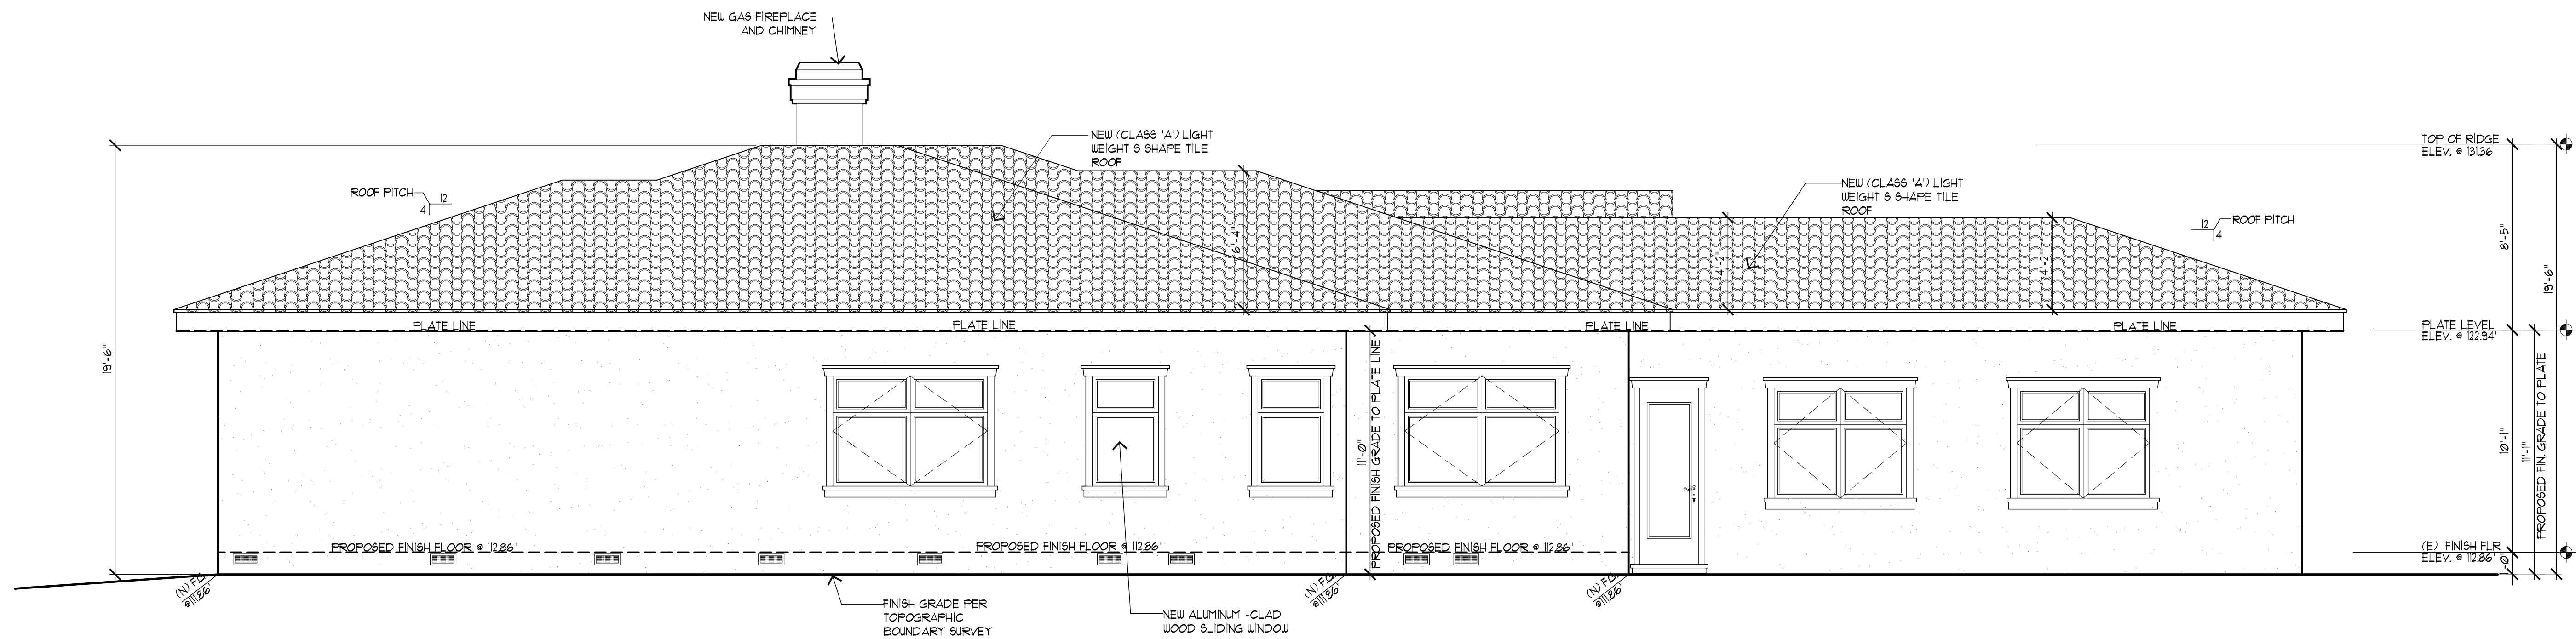 NEW GAS FIREPLACE
AND CHIMNEY
NEW (CLASS 'A') LIGHT
WEIGHT S SHAPE TILE
ROOF
ROOF PITCH
12
4
NEW (CLASS 'A') LIGHT
WEIGHT S SHAPE TILE
ROOF
12
4
ROOF PITCH
TOP OF RIDGE
ELEV. @ 131.36'
6'-4"
4'-2"
4'-2"
8'-5"
19'-6"
PLATE LINE
PLATE LINE
PLATE LINE
PLATE LINE
PLATE LEVEL
ELEV. @ 122.94'
19'-6"
11'-0"
PROPOSED FINISH GRADE TO PLATE LINE
10'-1"
11'-1"
PROPOSED FIN. GRADE TO PLATE
PROPOSED FINISH FLOOR @ 112.86'
PROPOSED FINISH FLOOR @ 112.86'
PROPOSED FINISH FLOOR @ 112.86'
(E) FINISH FLR
ELEV. @ 112.86'
(N) F.G.
@111.86'
(N) F.G.
@111.86'
(N) F.G.
@111.86'
FINISH GRADE PER
TOPOGRAPHIC
BOUNDARY SURVEY
NEW ALUMINUM -CLAD
WOOD SLIDING WINDOW